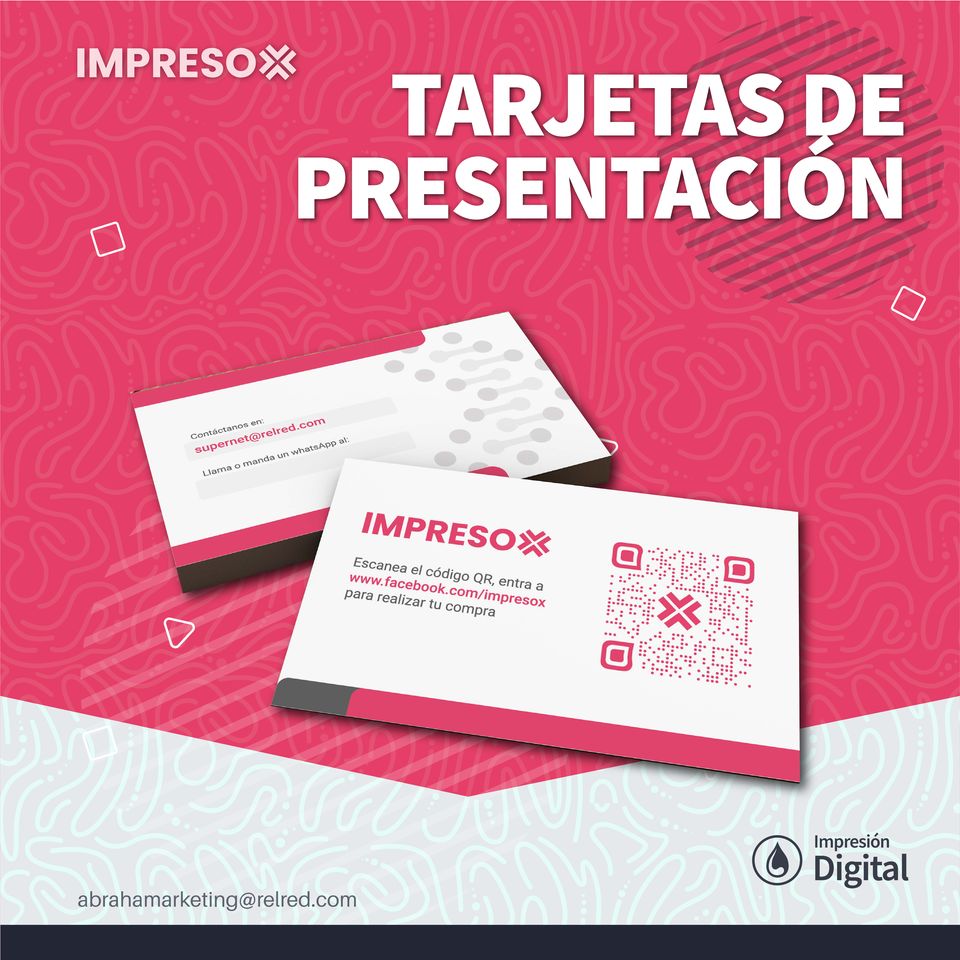 IMPRESOX
TARJETAS DE
PRESENTACIÓN
Contáctanos en:
supernet@relred.com
Llama o manda un whatsApp al:
IMPRESOX
Escanea el código QR, entra a
www.facebook.com/impresox
para realizar tu compra
Impresión
Digital
abrahamarketing@relred.com